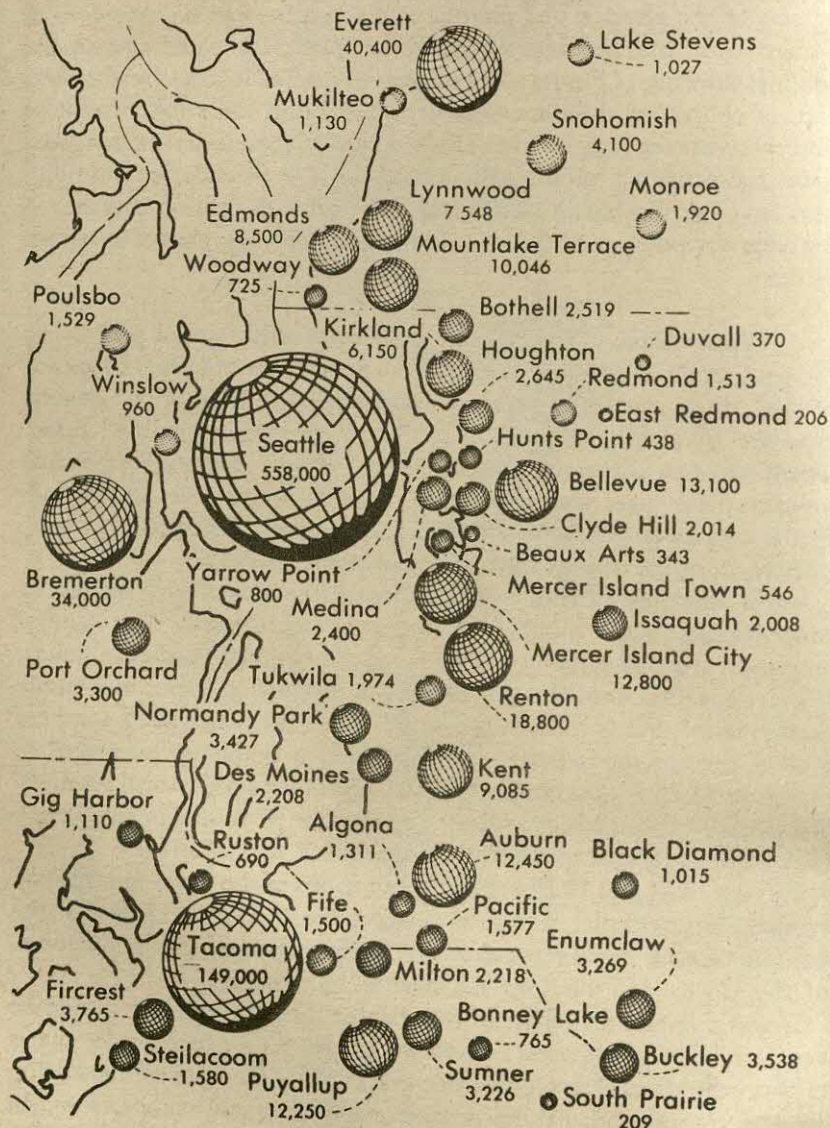 Everett
40,400
Lake Stevens
1,027
Mukilteo
1,130
Snohomish
4,100
Lynnwood
7 548
Monroe
1,920
Edmonds
8,500
Mountlake Terrace
10,046
Woodway
725
Poulsbo
1,529
Bothell 2,519
Kirkland
6,150
Duvall 370
Houghton
2,645
Redmond 1,513
Winslow
960
East Redmond 206
Seattle
558,000
Hunts Point 438
Bellevue 13,100
Clyde Hill 2,014
Beaux Arts 343
Bremerton
34,000
Yarrow Point
800
Mercer Island Town 546
Medina
2,400
Issaquah 2,008
Port Orchard
3,300
Mercer Island City
12,800
Tukwila 1,974
Renton
18,800
Normandy Park
3,427
Des Moines
2,208
Kent
9,085
Gig Harbor
1,110
Algona
1,311
Ruston
690
Auburn
12,450
Black Diamond
1,015
Fife
1,500
Pacific
1,577
Tacoma
149,000
Enumclaw
3,269
Milton 2,218
Fircrest
3,765
Bonney Lake
765
Steilacoom
1,580
Puyallup
12,250
Sumner
3,226
Buckley 3,538
South Prairie
209